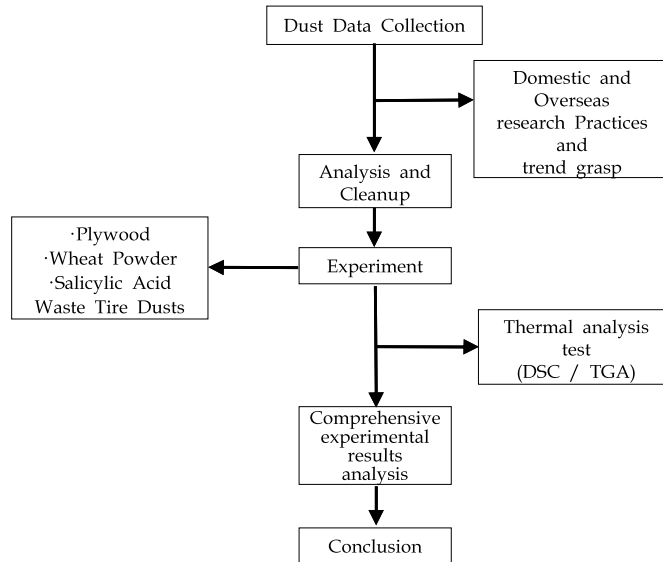 Dust Data Collection
Domestic and
Overseas
research Practices
and
trend grasp
Analysis and
Cleanup
·Plywood
·Wheat Powder
·Salicylic Acid
Waste Tire Dusts
Experiment
Thermal analysis
test
(DSC / TGA)
Comprehensive
experimental
results
analysis
Conclusion